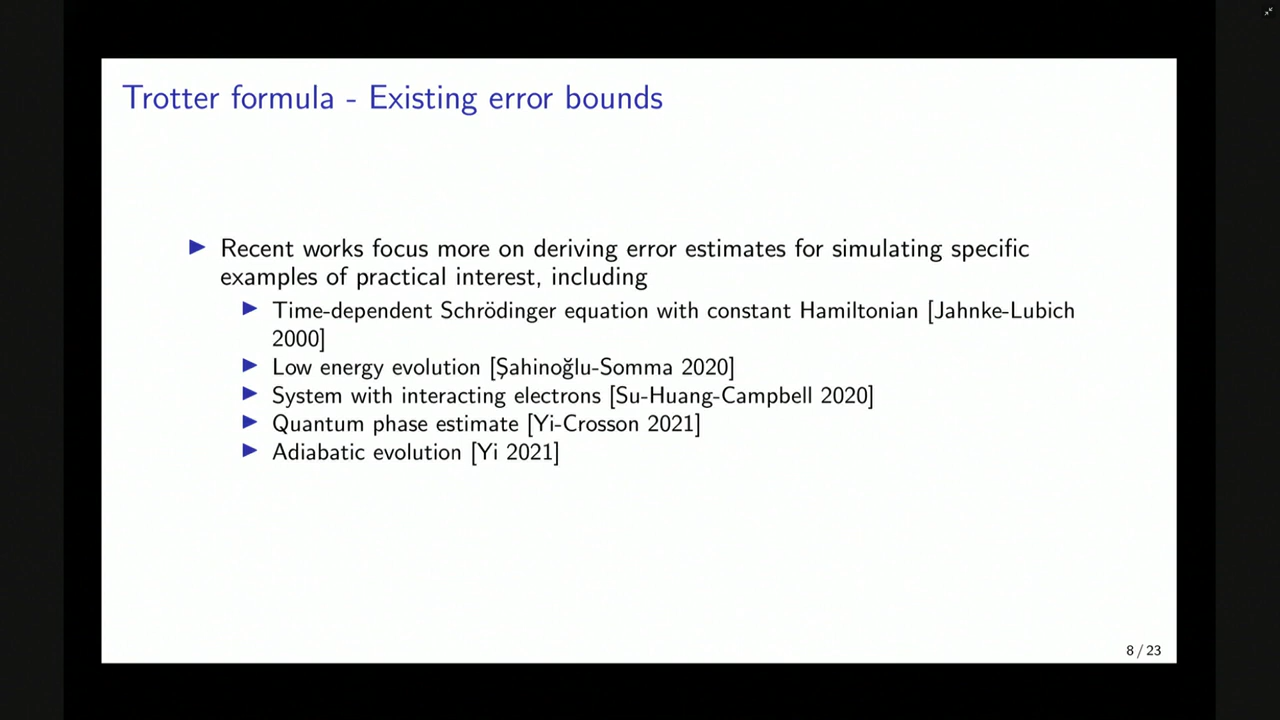 Trotter formula - Existing error bounds
▶ Recent works focus more on deriving error estimates for simulating specific
examples of practical interest, including
▶ Time-dependent Schrödinger equation with constant Hamiltonian [Jahnke-Lubich
2000]
▶ Low energy evolution [Şahinoğlu-Somma 2020]
▶ System with interacting electrons [Su-Huang-Campbell 2020]
▶ Quantum phase estimate [Yi-Crosson 2021]
▶ Adiabatic evolution [Yi 2021]
8 / 23